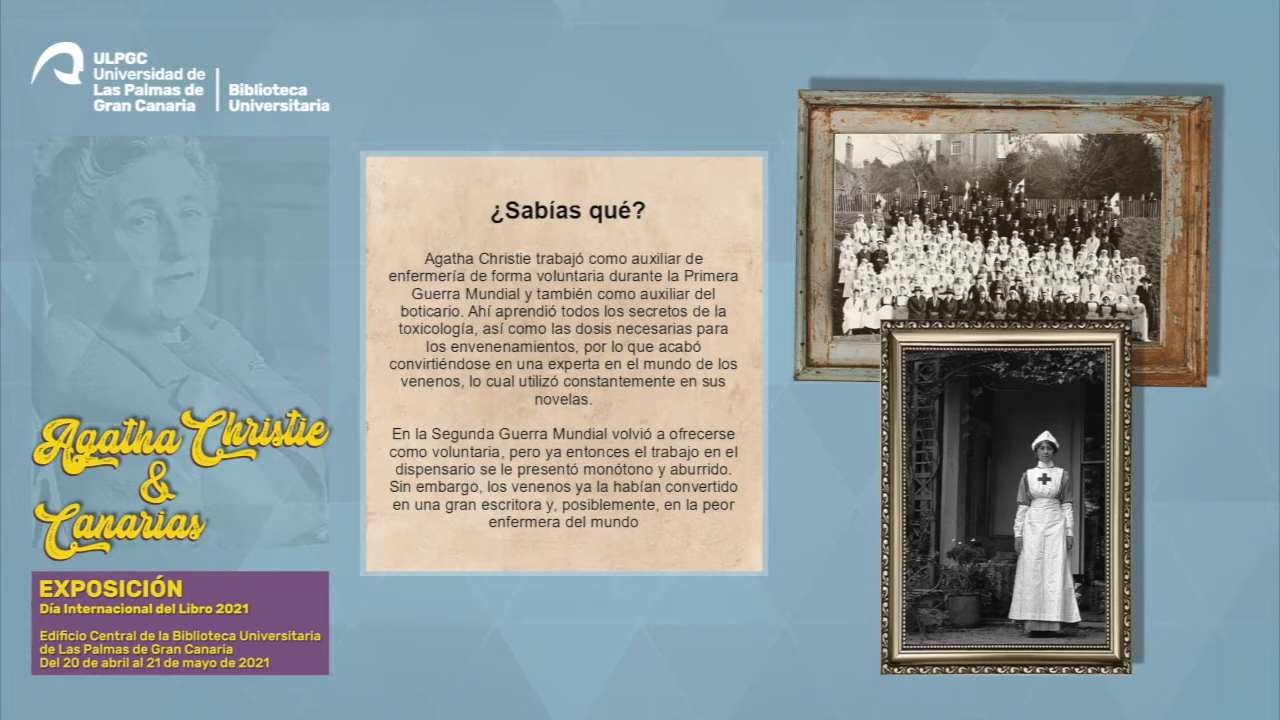 ULPGC
Universidad de
Las Palmas de
Gran Canaria
Biblioteca
Universitaria
Agatha Christie
&
Canarias
EXPOSICIÓN
Día Internacional del Libro 2021
Edificio Central de la Biblioteca Universitaria
de Las Palmas de Gran Canaria
Del 20 de abril al 21 de mayo de 2021
¿Sabías qué?
Agatha Christie trabajó como auxiliar de
enfermería de forma voluntaria durante la Primera
Guerra Mundial y también como auxiliar del
boticario. Ahí aprendió todos los secretos de la
toxicología, así como las dosis necesarias para
los envenenamientos, por lo que acabó
convirtiéndose en una experta en el mundo de los
venenos, lo cual utilizó constantemente en sus
novelas.
En la Segunda Guerra Mundial volvió a ofrecerse
como voluntaria, pero ya entonces el trabajo en el
dispensario se le presentó monótono y aburrido.
Sin embargo, los venenos ya la habían convertido
en una gran escritora y, posiblemente, en la peor
enfermera del mundo